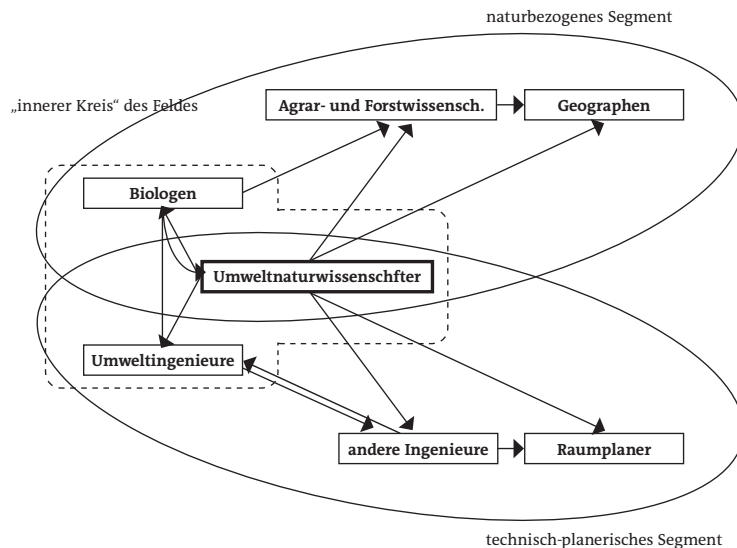 naturbezogenes Segment
„innerer Kreis“ des Feldes
Agrar- und Forstwissensch.
Geographen
Biologen
Umweltnaturwissenschfter
Umweltingenieure
andere Ingenieure
Raumplaner
technisch-planerisches Segment